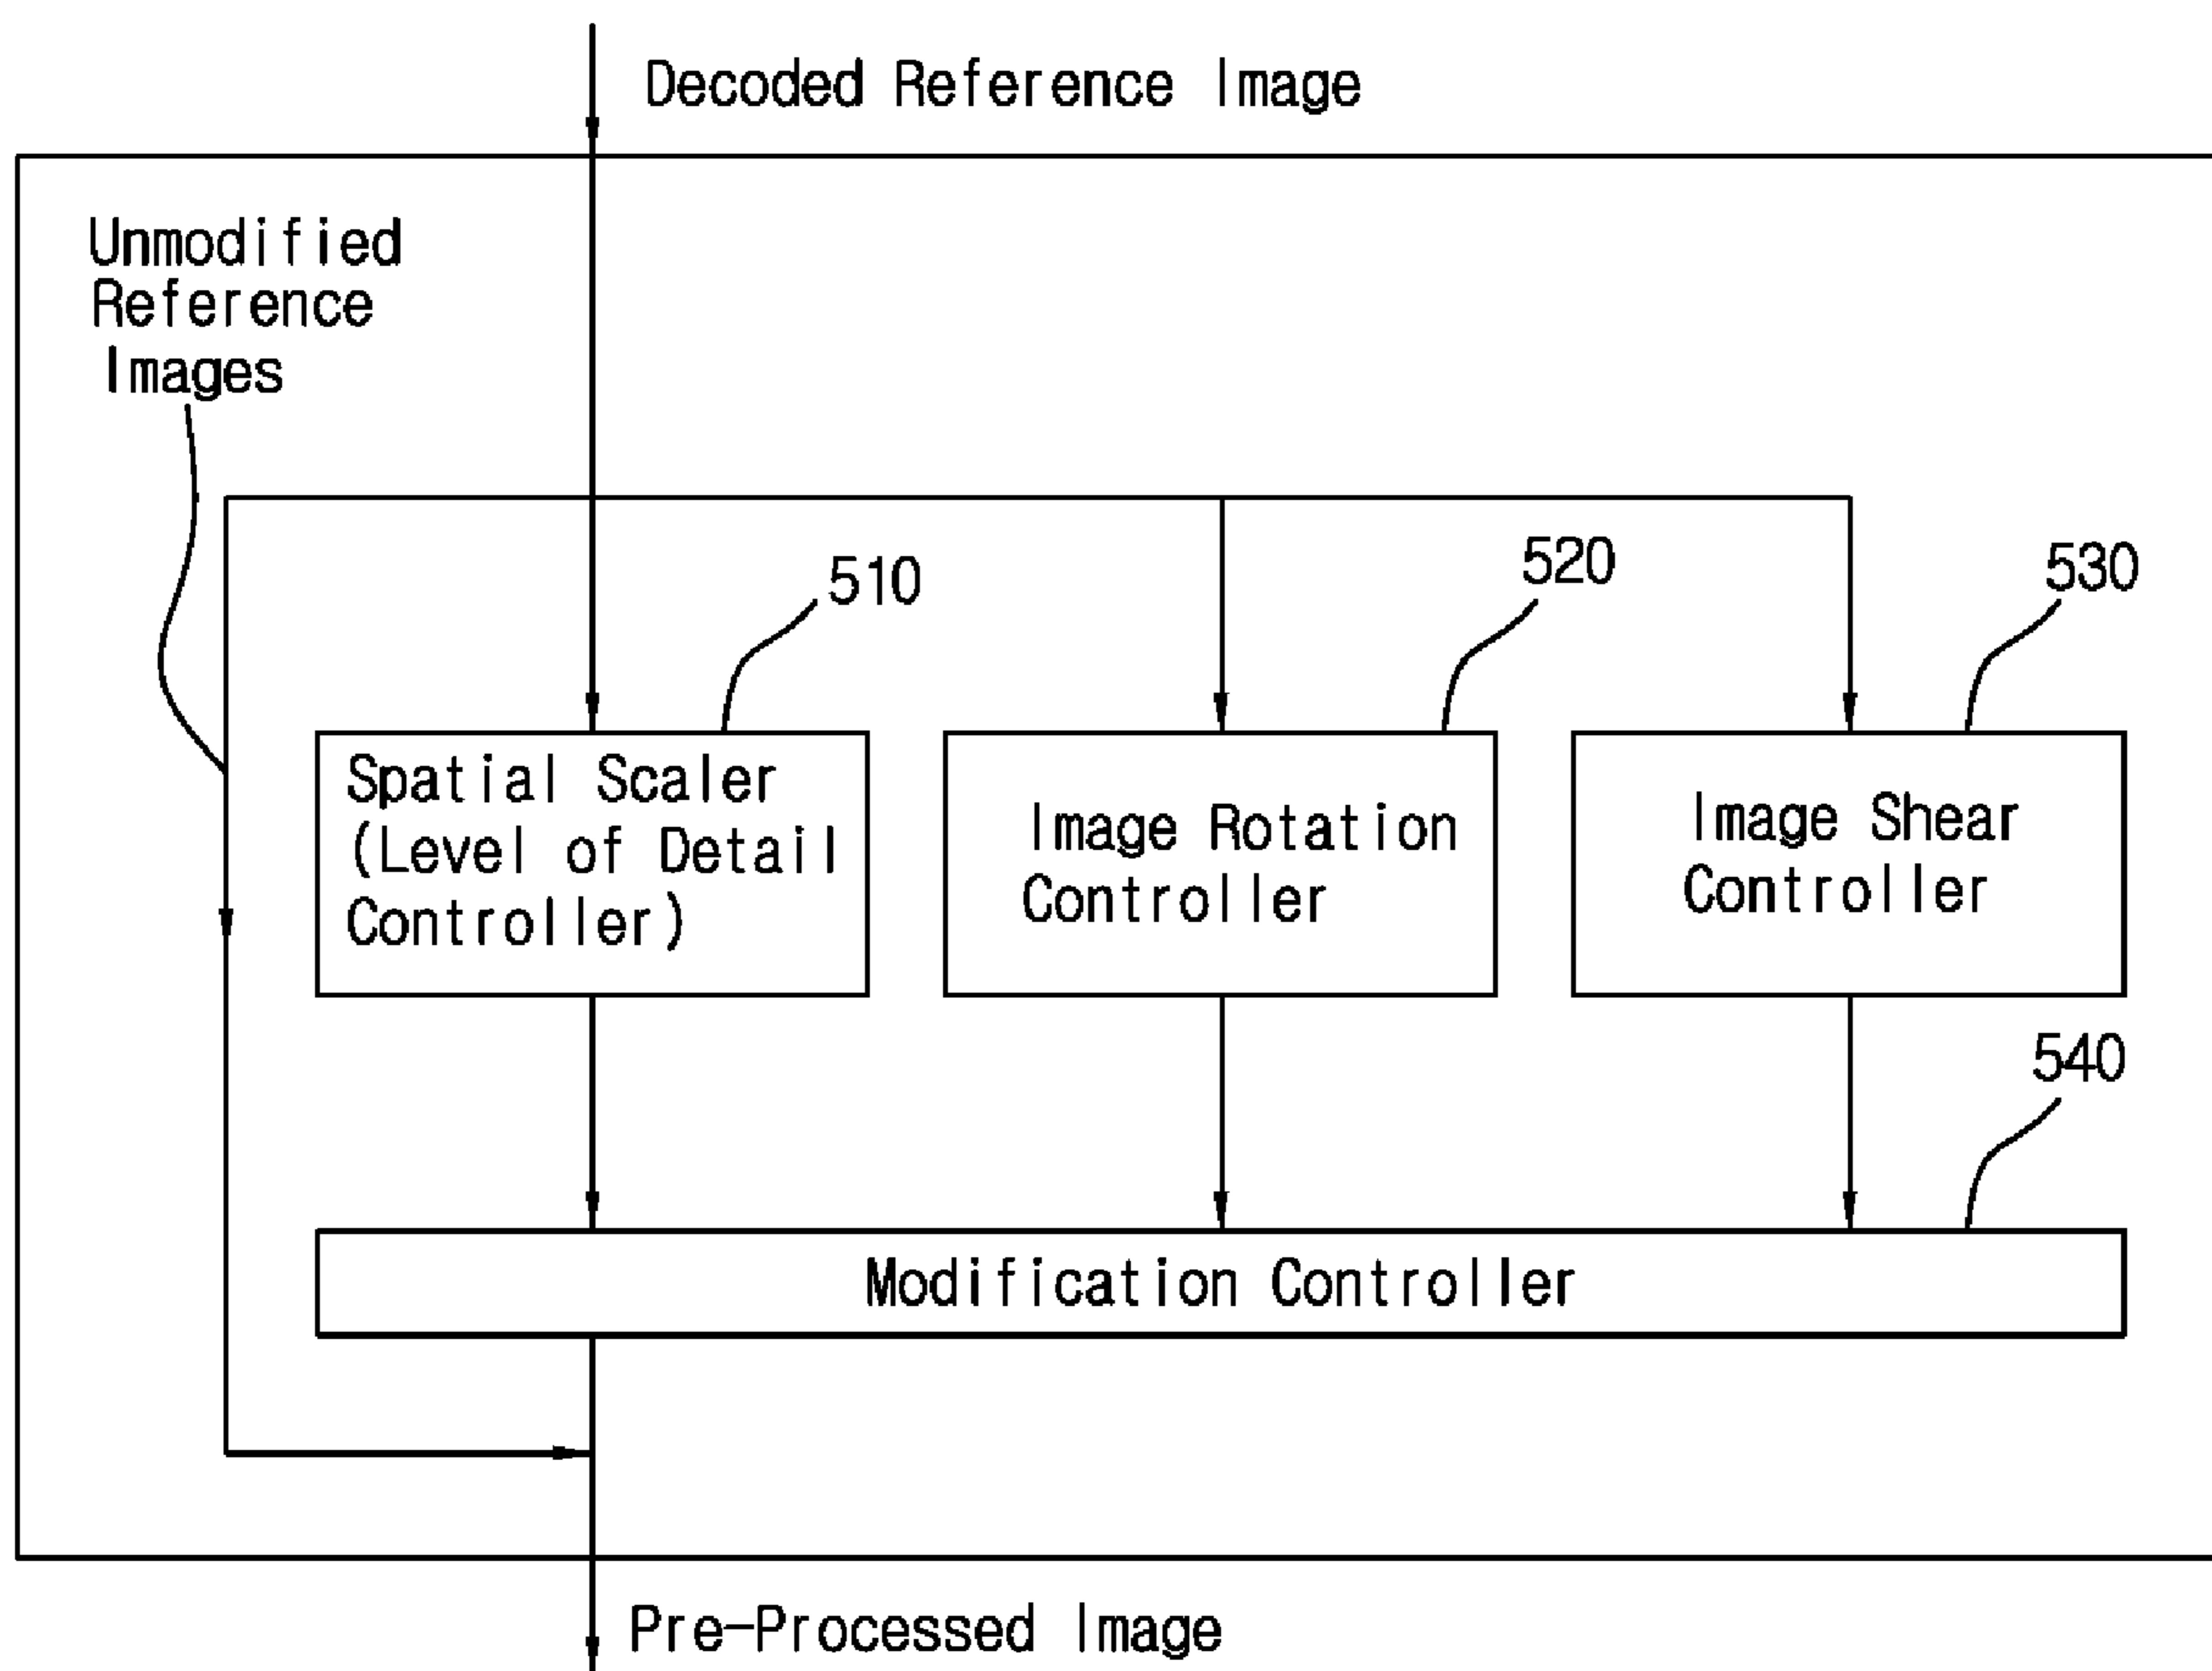 Decoded Reference Image
Unmodified
Reference
Images
510
520
530
Spatial Scaler
(Level of Detail
Controller)
Image Rotation
Controller
Image Shear
Controller
540
Modification Controller
Pre-Processed Image